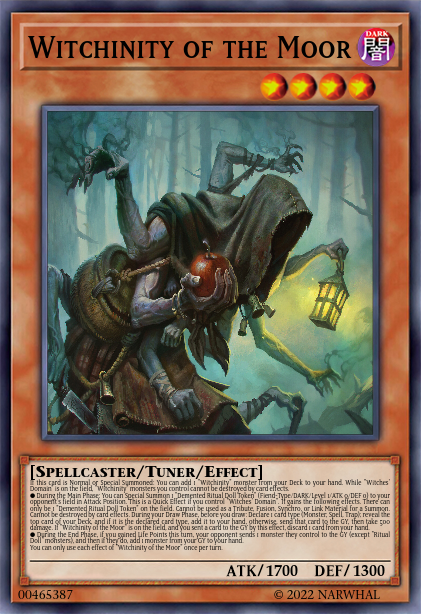 WITCHINITY OF THE MOOR
DARK
闇
[SPELLCASTER/TUNER/EFFECT]
If this card is Normal or Special Summoned: You can add 1 "Witchinity" monster from your Deck to your hand. While "Witches'
Domain" is on the field, "Witchinity" monsters you control cannot be destroyed by card effects.
● During the Main Phase: You can Special Summon 1 "Demented Ritual Doll Token" (Fiend-Type/DARK/Level 1/ATK 0/DEF 0) to your
opponent's field in Attack Position. This is a Quick Effect if you control "Witches' Domain". It gains the following effects. There can
only be 1 "Demented Ritual Doll Token" on the field. Cannot be used as a Tribute, Fusion, Synchro, or Link Material for a Summon.
Cannot be destroyed by card effects. During your Draw Phase, before you draw: Declare 1 card type (Monster, Spell, Trap); reveal the
top card of your Deck, and if it is the declared card type, add it to your hand, otherwise, send that card to the GY, then take 500
damage. If "Witchinity of the Moor" is on the field, and you sent a card to the GY by this effect, discard 1 card from your hand.
● During the End Phase, if you gained Life Points this turn, your opponent sends 1 monster they control to the GY (except "Ritual
Doll" monsters), and then if they do, add 1 monster from your GY to your hand.
You can only use each effect of "Witchinity of the Moor" once per turn.
ATK/1700 DEF/1300
00465387
© 2022 NARWHAL